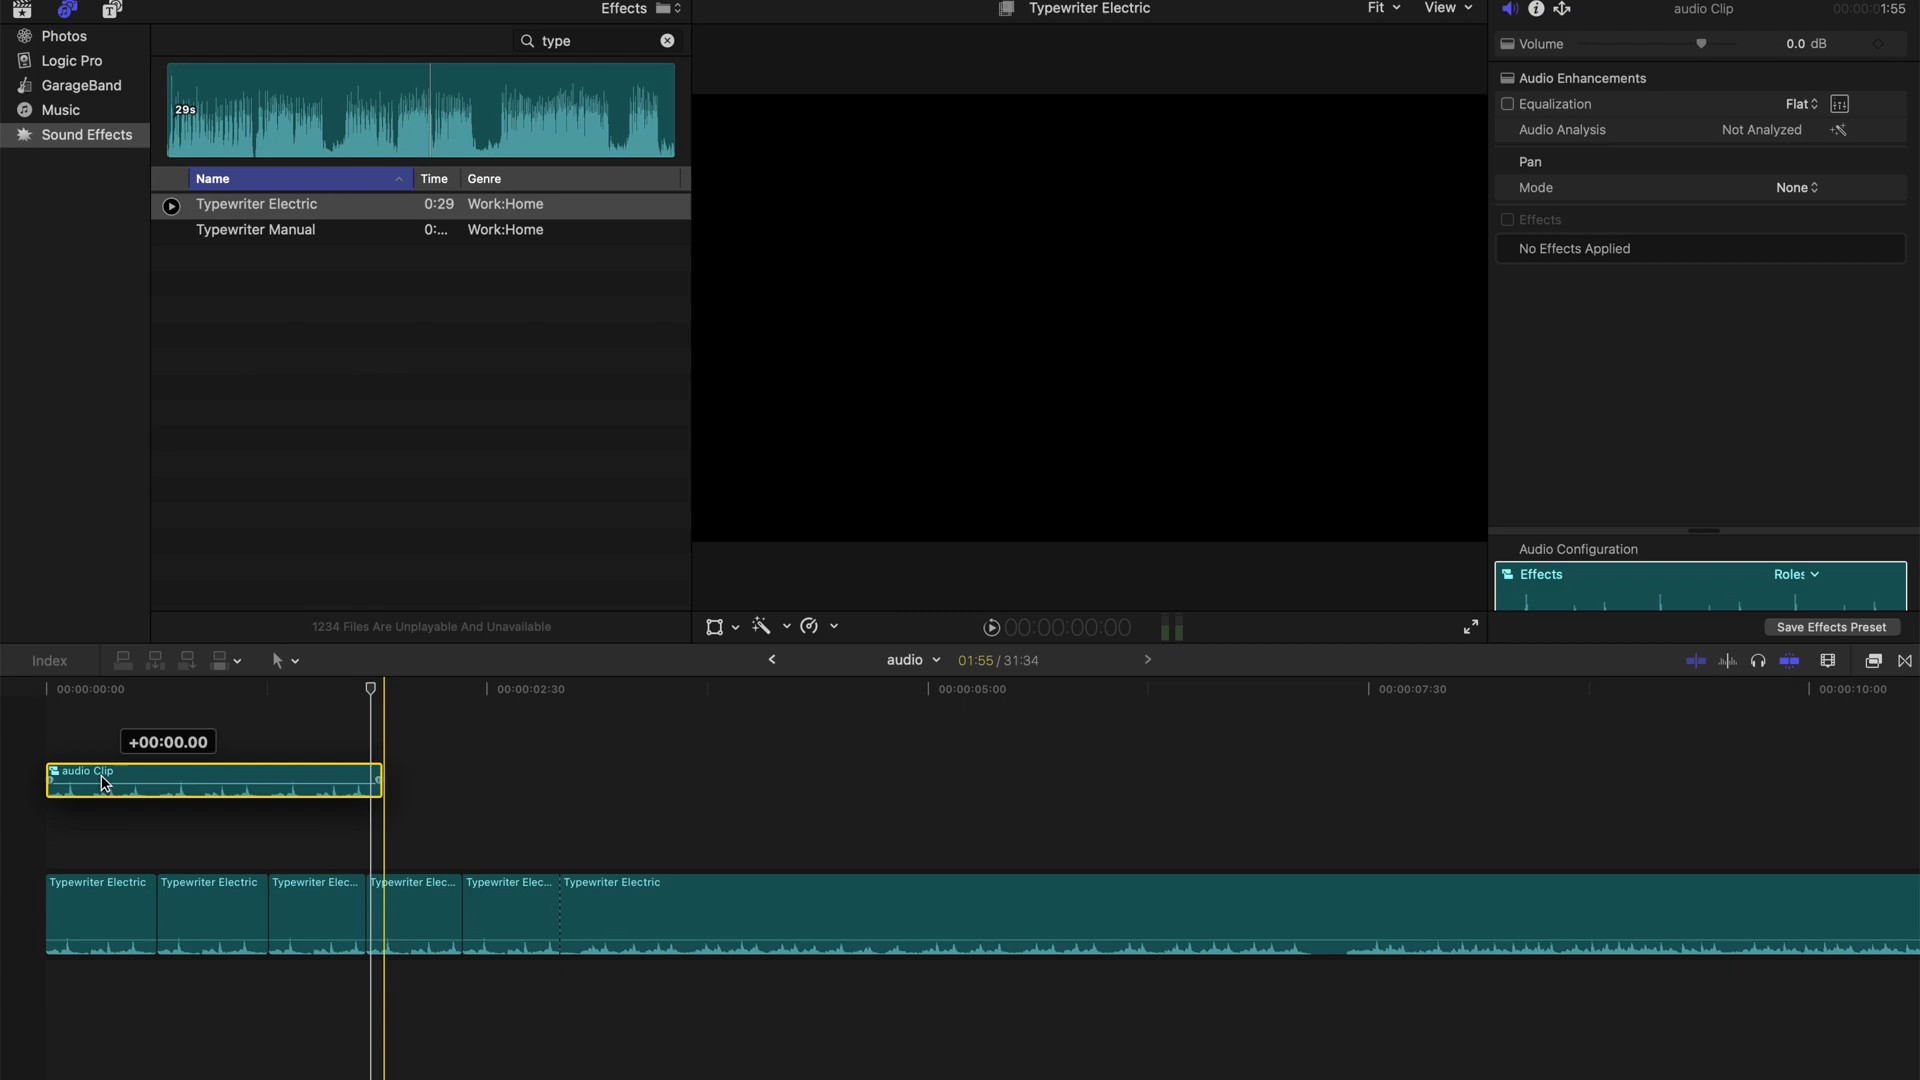 Effects
Typewriter Electric
Fit
View
audio Clip
00:00:01:55
Photos
Logic Pro
GarageBand
Music
Sound Effects
type
29s
Name
Time
Genre
Typewriter Electric
0:29
Work:Home
Typewriter Manual
0:...
Work:Home
1234 Files Are Unplayable And Unavailable
00:00:00:00
Volume
0.0 dB
Audio Enhancements
Equalization
Flat
Audio Analysis
Not Analyzed
Pan
Mode
None
Effects
No Effects Applied
Audio Configuration
Effects
Roles
Save Effects Preset
Index
audio
01:55 / 31:34
00:00:00:00
00:00:02:30
00:00:05:00
00:00:07:30
00:00:10:00
+00:00.00
audio Clip
Typewriter Electric
Typewriter Electric
Typewriter Elec...
Typewriter Elec...
Typewriter Elec...
Typewriter Electric